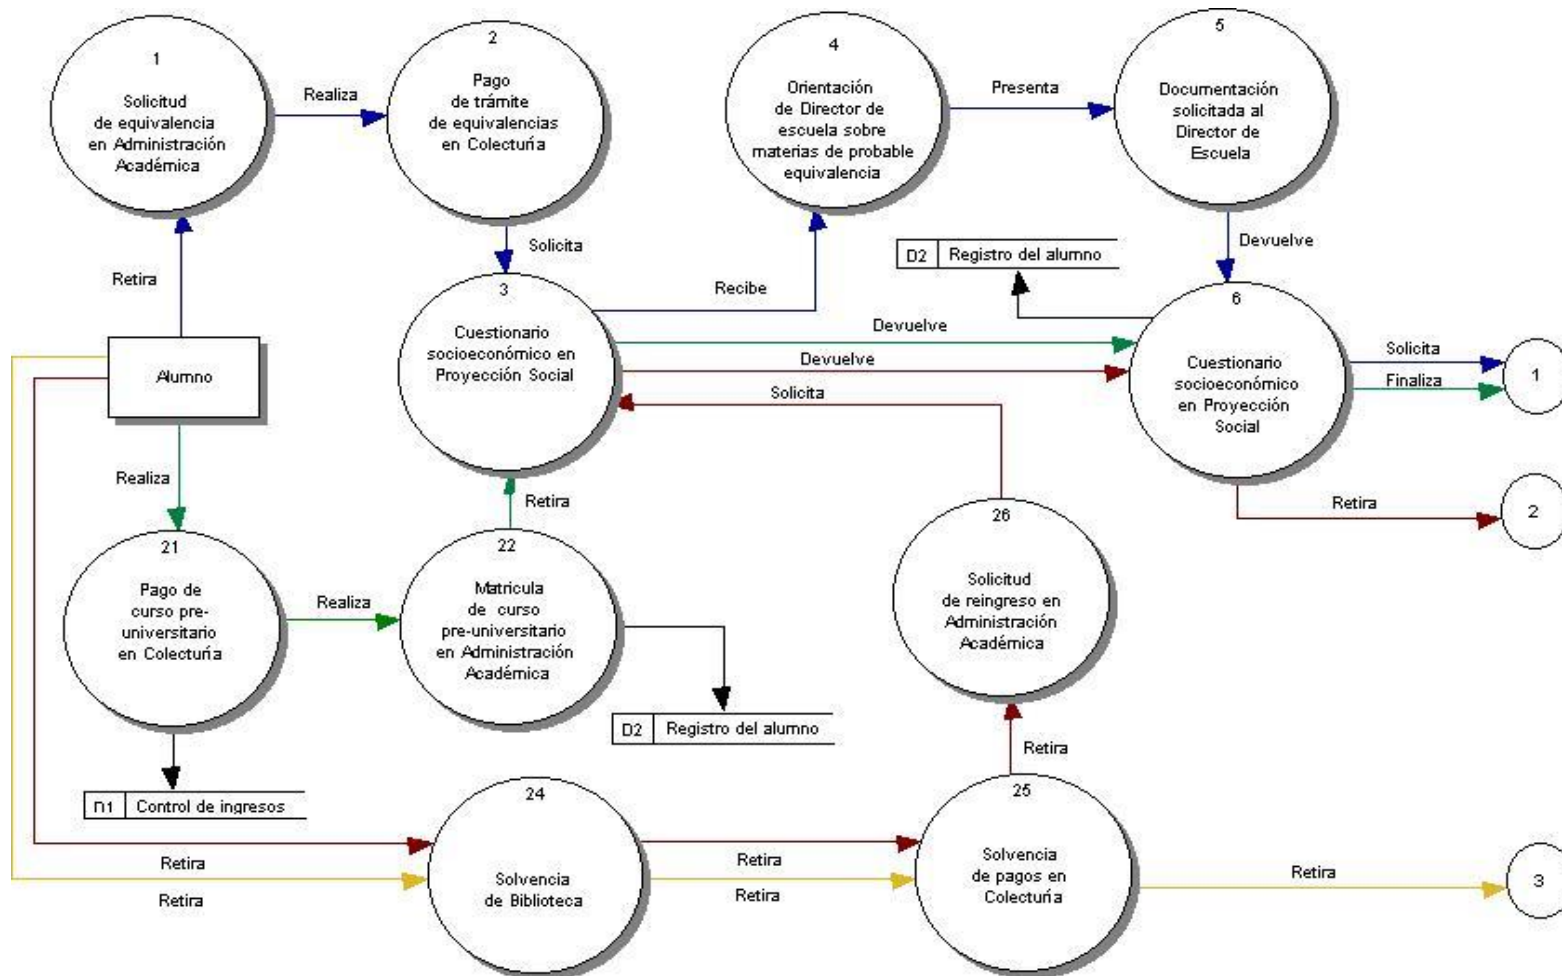 1
Solicitud
de equivalencia
en Administración
Académica
Realiza
2
Pago
de trámite
de equivalencias
en Colecturía
4
Orientación
de Director de
escuela sobre
materias de probable
equivalencia
Presenta
5
Documentación
solicitada al
Director de
Escuela
Retira
Solicita
Devuelve
D2 Registro del alumno
3
Cuestionario
socioeconómico en
Proyección Social
Recibe
Devuelve
Devuelve
Solicita
6
Cuestionario
socioeconómico
en Proyección
Social
Solicita
Finaliza
1
Alumno
Realiza
Retira
Retira
2
21
Pago de
curso pre-
universitario
en Colecturía
Realiza
22
Matricula
de curso
pre-universitario
en Administración
Académica
26
Solicitud
de reingreso en
Administración
Académica
D2 Registro del alumno
Retira
D1 Control de ingresos
24
Solvencia
de Biblioteca
25
Solvencia
de pagos en
Colecturía
Retira
Retira
Retira
Retira
Retira
3